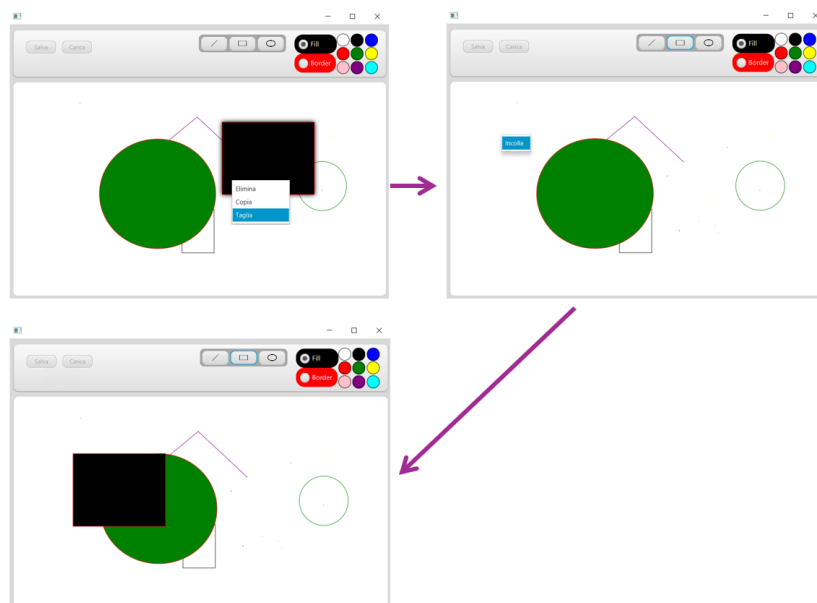 Salva Carica Fill
Border
Elimina
Copia
Taglia
Salva Carica Fill
Border
Incolla
Salva Carica Fill
Border